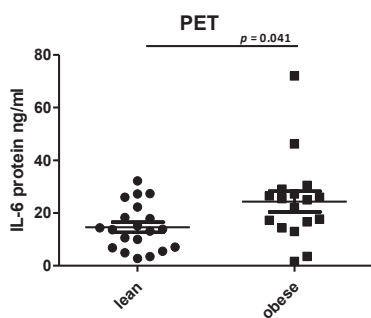 PET
p = 0.041
80
60
40
20
0
IL-6 protein ng/ml
lean
obese